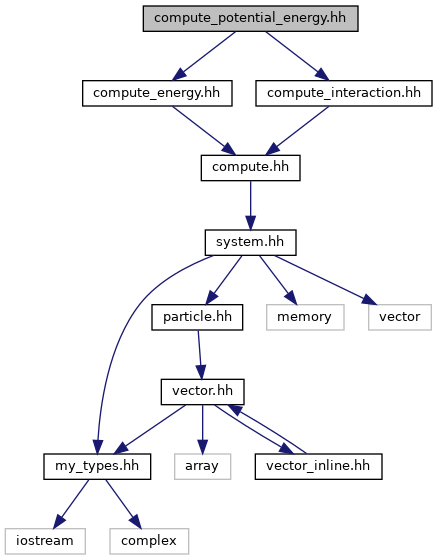 compute_potential_energy.hh
compute_energy.hh
compute_interaction.hh
compute.hh
system.hh
particle.hh
memory
vector
vector.hh
my_types.hh
array
vector_inline.hh
iostream
complex